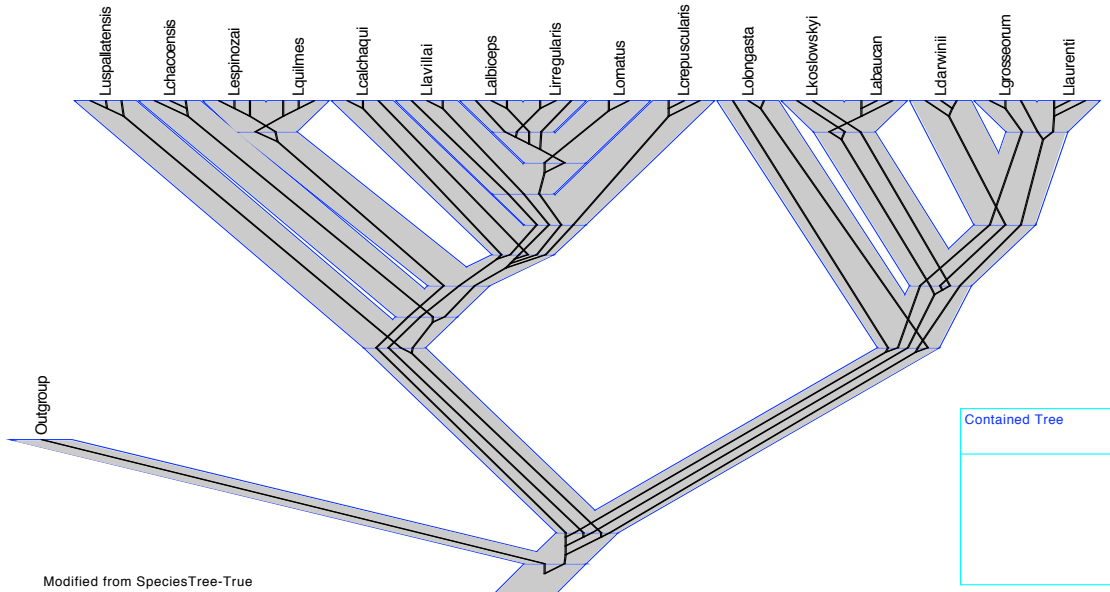 Luspallatensis
Lchacoensis
Lespinozai
Lquilmes
Lcalchaqui
Llavillai
Lalbiceps
Lirregularis
Lornatus
Lcrepuscularis
Lolongasta
Lkoslowskyi
Labaucan
Ldarwinii
Lgrosseorum
Llaurenti
Outgroup
Contained Tree
Modified from SpeciesTree-True